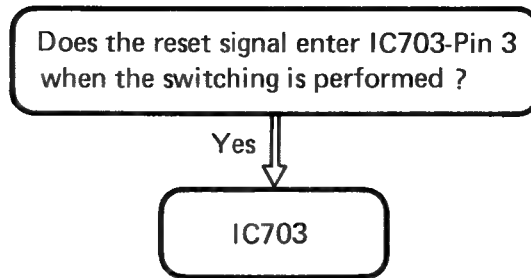 Does the reset signal enter IC703-Pin 3
when the switching is performed ?
Yes
IC703